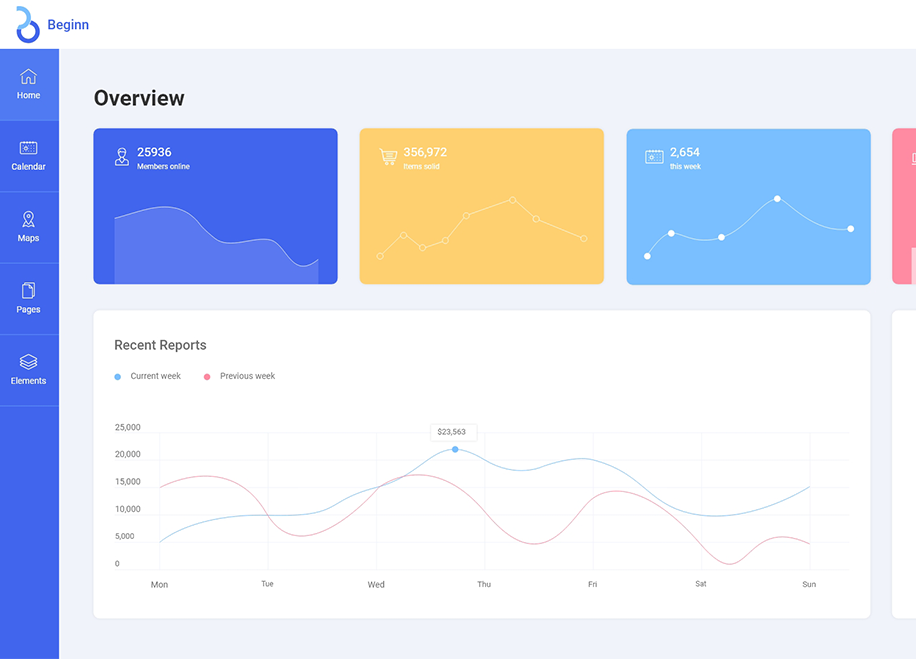 Beginn
Home
Calendar
Maps
Pages
Elements
Overview
25936
Members online
356,972
items solid
2,654
this week
Recent Reports
Current week
Previous week
25,000
20,000
15,000
10,000
5,000
0
$23,563
Mon Tue Wed Thu Fri Sat Sun